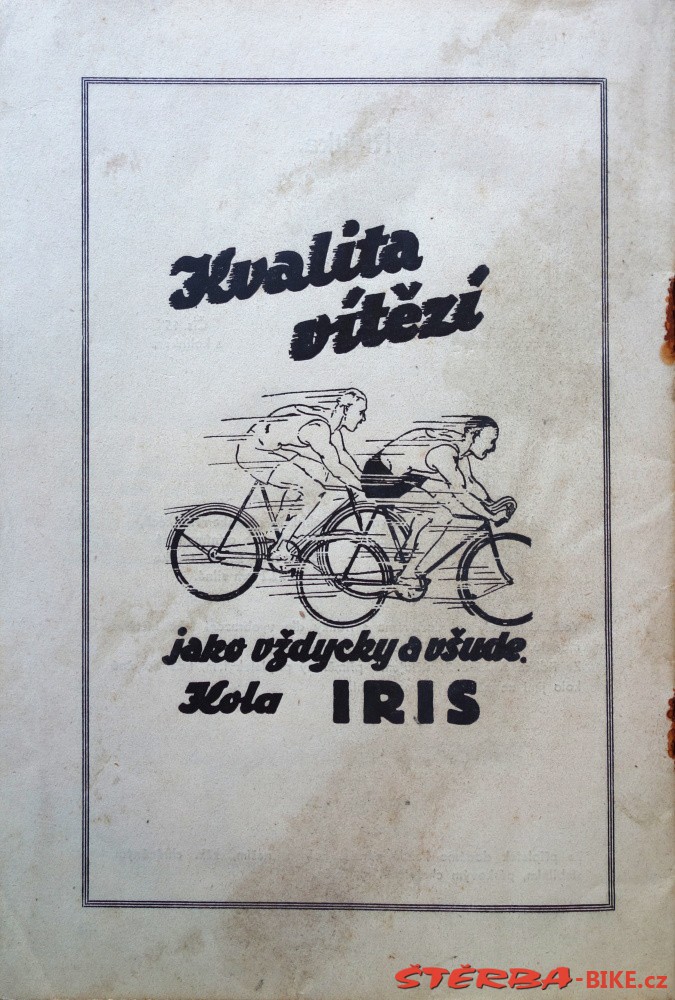 Kvalita
vítězí
jako vždycky a všude.
Kola IRIS
ŠTĚRBA-BIKE.cz